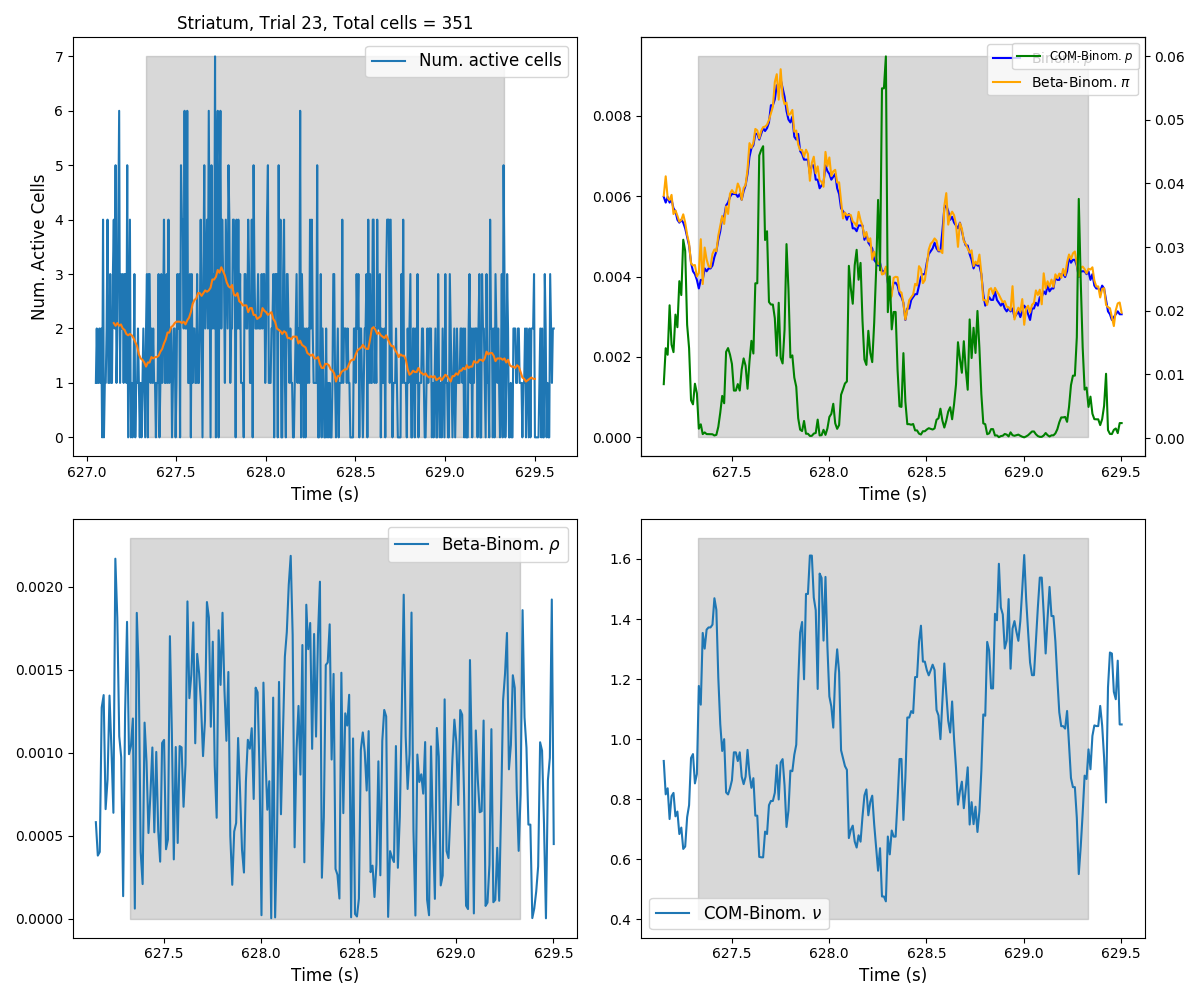 Striatum, Trial 23, Total cells = 351
Num. Active Cells
7
6
5
4
3
2
1
0
Num. active cells
627.0 627.5 628.0 628.5 629.0 629.5
Time (s)
0.008
0.006
0.004
0.002
0.000
COM-Binom. p
Beta-Binom. π
0.06
0.05
0.04
0.03
0.02
0.01
0.00
627.5 628.0 628.5 629.0 629.5
Time (s)
0.0020
0.0015
0.0010
0.0005
0.0000
Beta-Binom. ρ
627.5 628.0 628.5 629.0 629.5
Time (s)
1.6
1.4
1.2
1.0
0.8
0.6
0.4
COM-Binom. ν
627.5 628.0 628.5 629.0 629.5
Time (s)